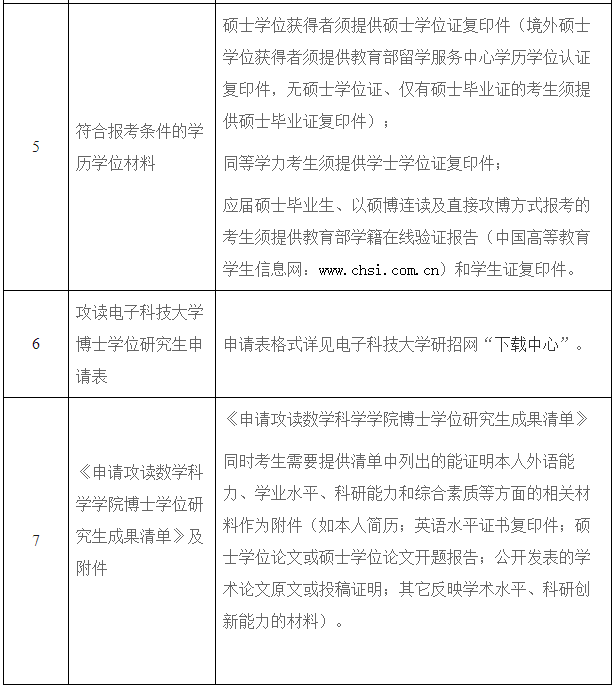 5
符合报考条件的学
历学位材料
硕士学位获得者须提供硕士学位证复印件（境外硕士
学位获得者须提供教育部留学服务中心学历学位认证
复印件，无硕士学位证、仅有硕士毕业证的考生须提
供硕士毕业证复印件）；
同等学力考生须提供学士学位证复印件；
应届硕士毕业生、以硕博连读及直接攻博方式报考的
考生须提供教育部学籍在线验证报告（中国高等教育
学生信息网：www.chsi.com.cn）和学生证复印件。
6
攻读电子科技大学
博士学位研究生申
请表
申请表格式详见电子科技大学研招网“下载中心”。
7
《申请攻读数学科
学学院博士学位研
究生成果清单》及
附件
《申请攻读数学科学学院博士学位研究生成果清单》
同时考生需要提供清单中列出的能证明本人外语能
力、学业水平、科研能力和综合素质等方面的相关材
料作为附件（如本人简历；英语水平证书复印件；硕
士学位论文或硕士学位论文开题报告；公开发表的学
术论文原文或投稿证明；其它反映学术水平、科研创
新能力的材料）。